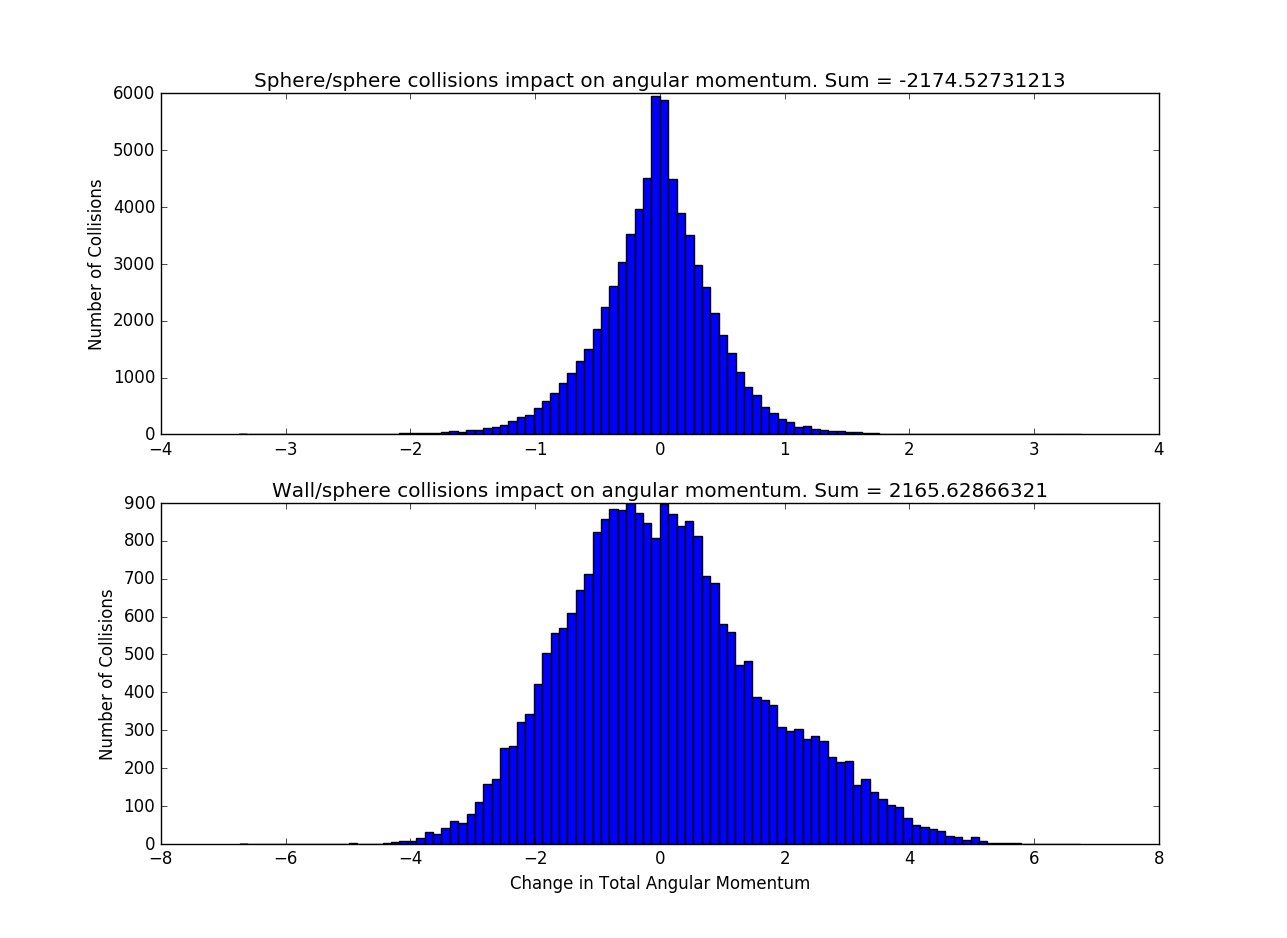 Sphere/sphere collisions impact on angular momentum. Sum = -2174.52731213
6000
5000
4000
3000
2000
1000
0
Number of Collisions
−4 −3 −2 −1 0 1 2 3 4
Wall/sphere collisions impact on angular momentum. Sum = 2165.62866321
900
800
700
600
500
400
300
200
100
0
Number of Collisions
−8 −6 −4 −2 0 2 4 6 8
Change in Total Angular Momentum